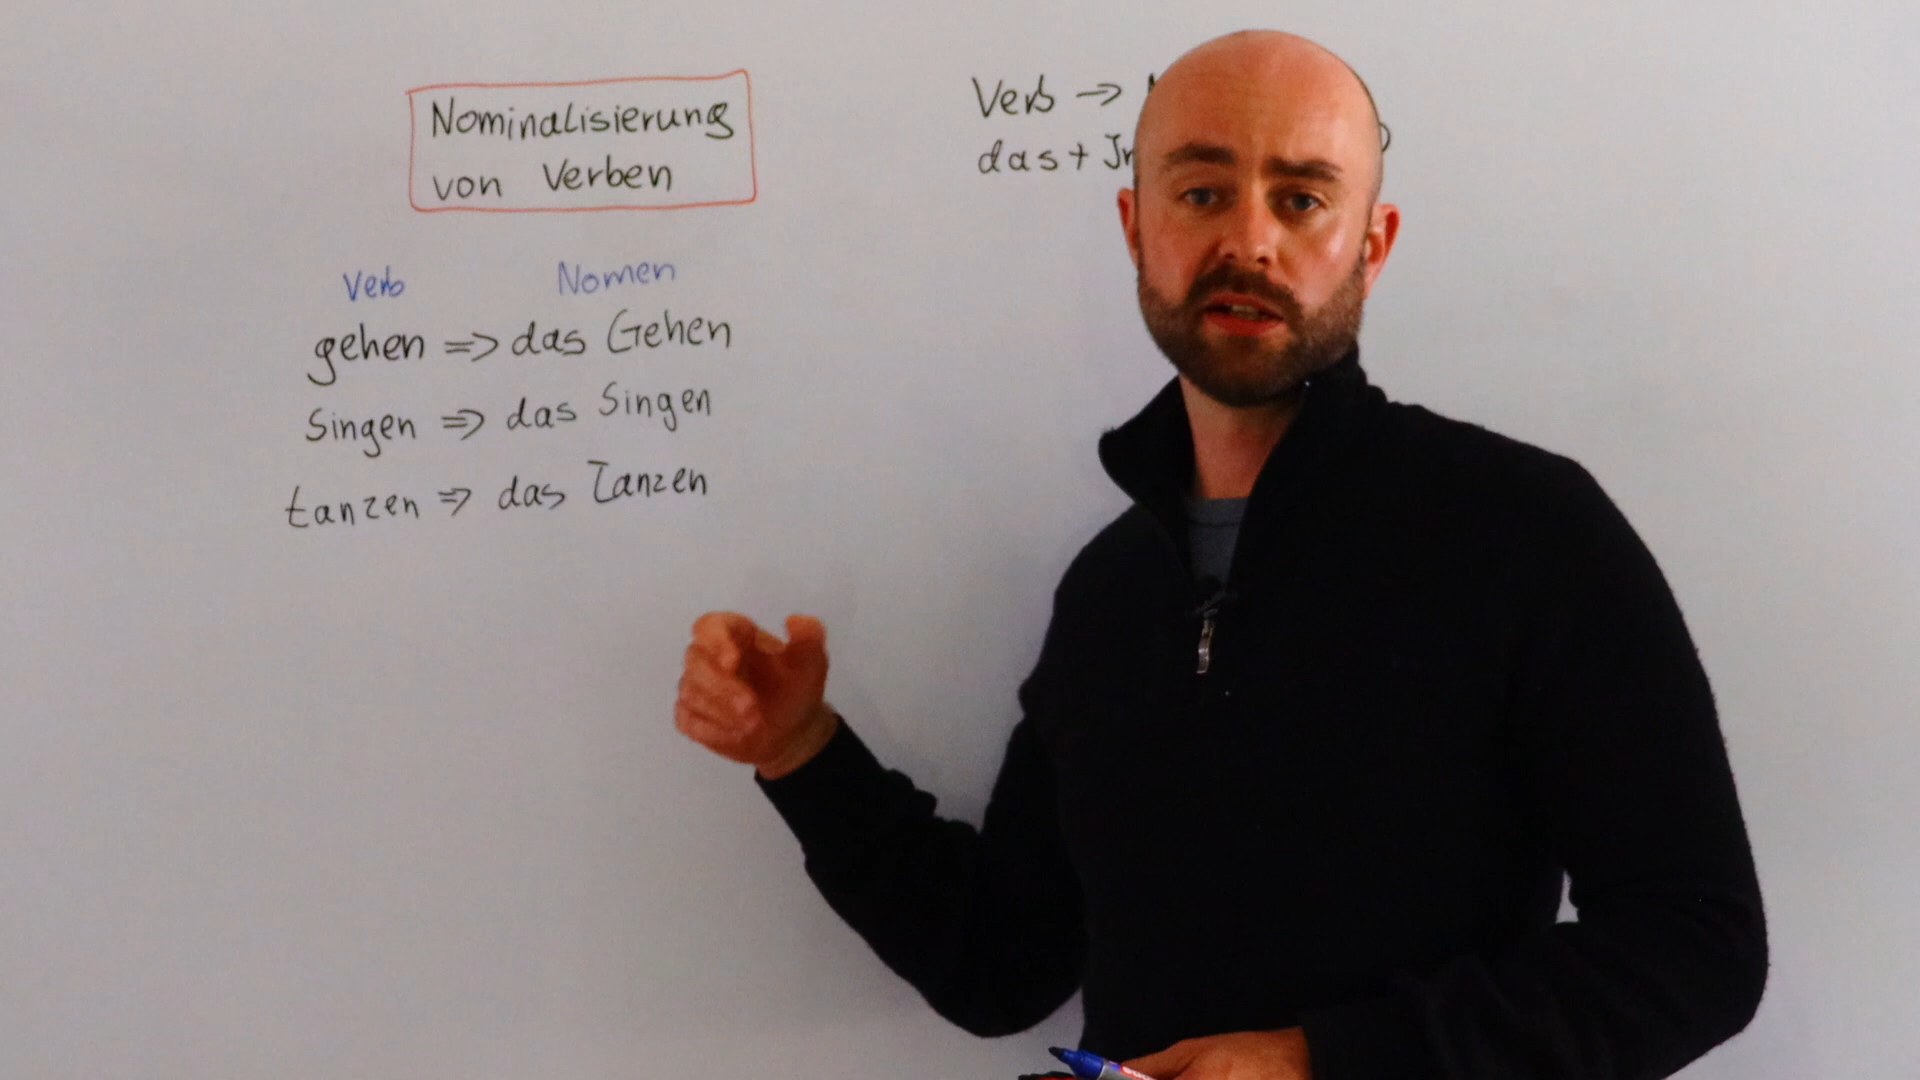 Nominalisierung
von Verben
Verb →
das +
Verb Nomen
gehen => das Gehen
Singen => das Singen
tanzen => das Tanzen